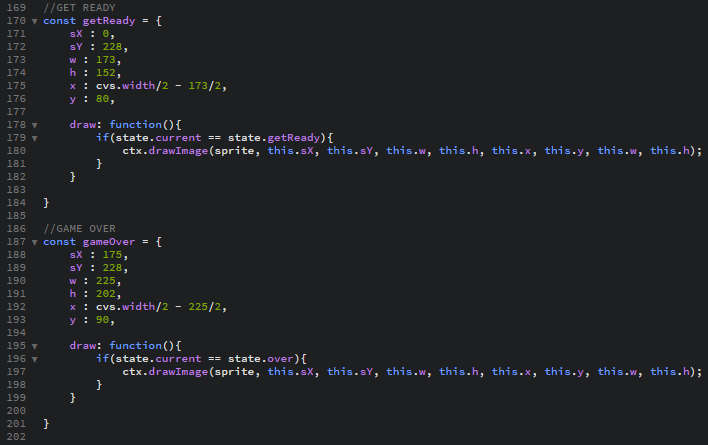 169 //GET READY
170 ▼ const getReady = {
171     sX : 0,
172     sY : 228,
173     w : 173,
174     h : 152,
175     x : cvs.width/2 - 173/2,
176     y : 80,
177
178 ▼     draw: function(){
179 ▼         if(state.current == state.getReady){
180             ctx.drawImage(sprite, this.sX, this.sY, this.w, this.h, this.x, this.y, this.w, this.h);
181         }
182     }
183
184 }
185
186 //GAME OVER
187 ▼ const gameOver = {
188     sX : 175,
189     sY : 228,
190     w : 225,
191     h : 202,
192     x : cvs.width/2 - 225/2,
193     y : 90,
194
195 ▼     draw: function(){
196 ▼         if(state.current == state.over){
197             ctx.drawImage(sprite, this.sX, this.sY, this.w, this.h, this.x, this.y, this.w, this.h);
198         }
199     }
200
201 }
202